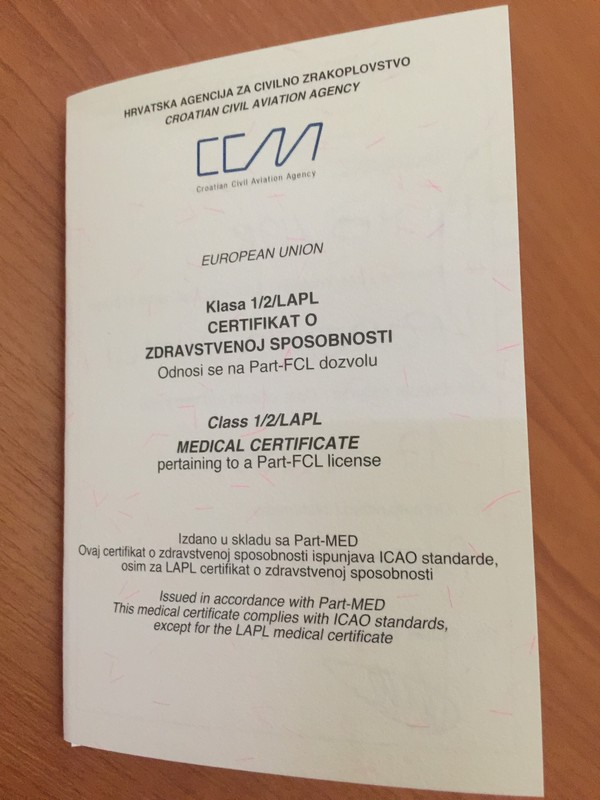 HRVATSKA AGENCIJA ZA CIVILNO ZRAKOPLOVSTVO
CROATIAN CIVIL AVIATION AGENCY
CCAA
Croatian Civil Aviation Agency
EUROPEAN UNION
Klasa 1/2/LAPL
CERTIFIKAT O
ZDRAVSTVENOJ SPOSOBNOSTI
Odnosi se na Part-FCL dozvolu
Class 1/2/LAPL
MEDICAL CERTIFICATE
pertaining to a Part-FCL license
Izdano u skladu sa Part-MED
Ovaj certifikat o zdravstvenoj sposobnosti ispunjava ICAO standarde,
osim za LAPL certifikat o zdravstvenoj sposobnosti
Issued in accordance with Part-MED
This medical certificate complies with ICAO standards,
except for the LAPL medical certificate